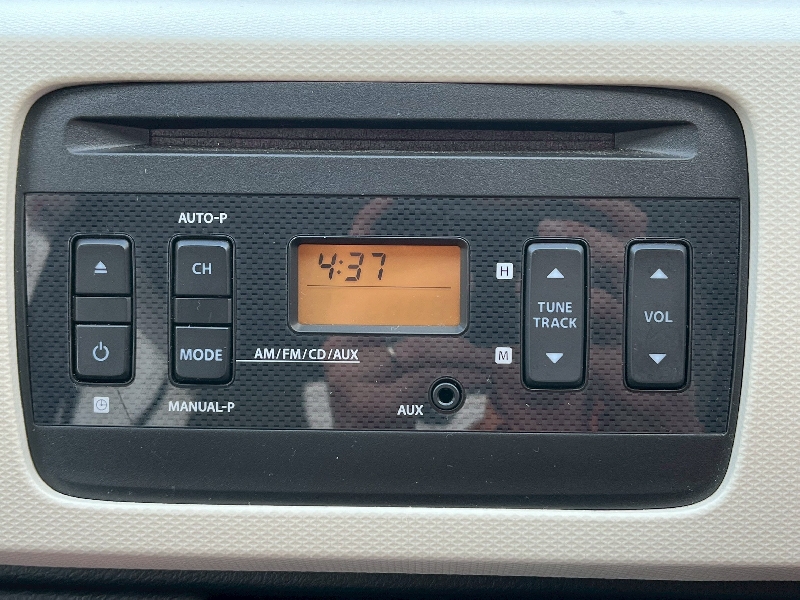 AUTO-P
CH
MODE
MANUAL-P
4:37
AM/FM/CD/AUX
AUX
H
M
TUNE
TRACK
VOL